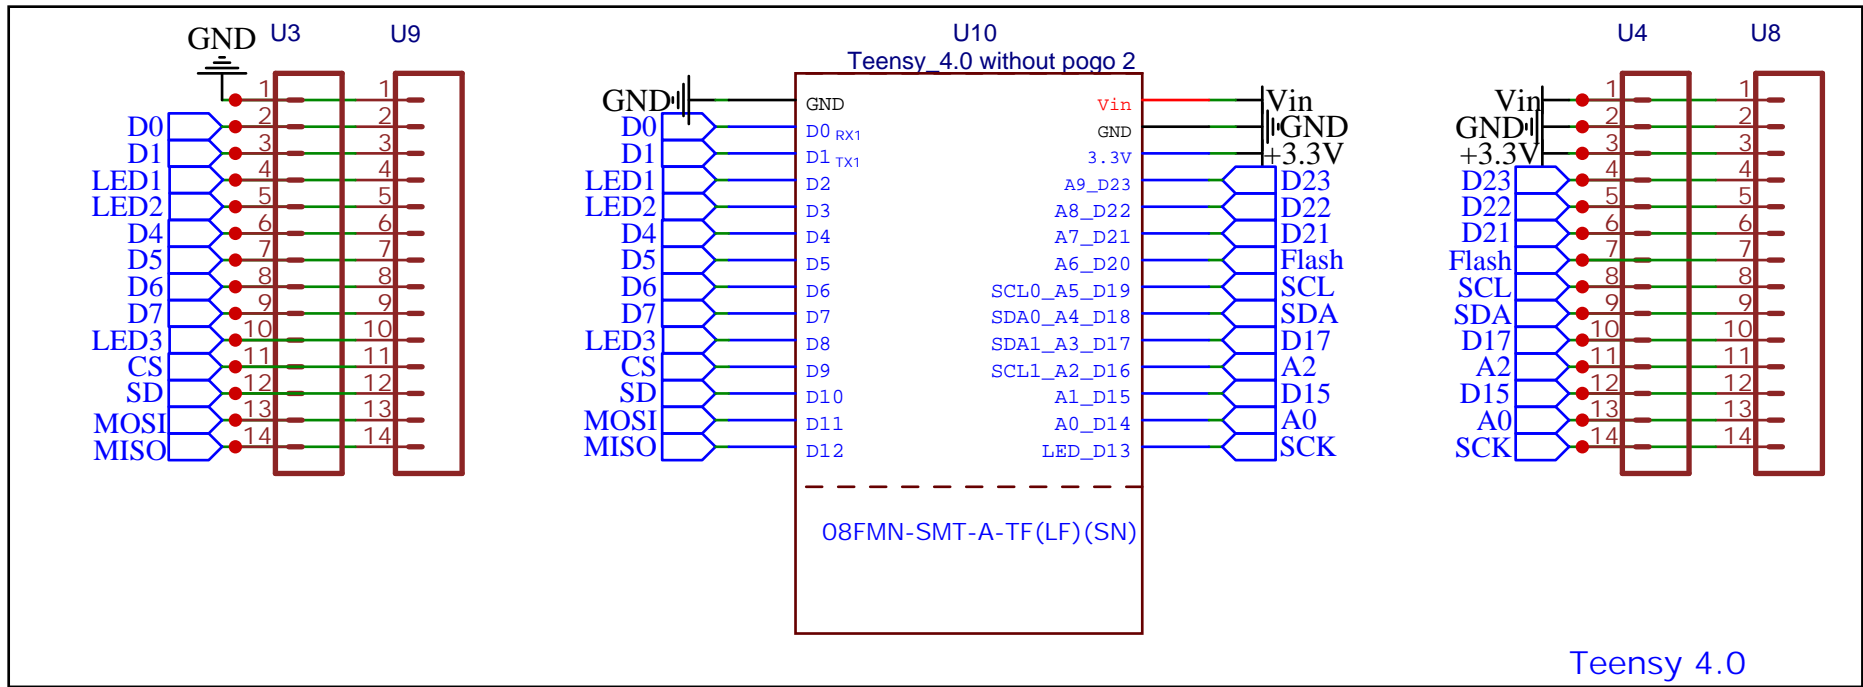 GND U3 U9
1 1
D0 2 2
D1 3 3
LED1 4 4
LED2 5 5
D4 6 6
D5 7 7
D6 8 8
D7 9 9
LED3 10 10
CS 11 11
SD 12 12
MOSI 13 13
MISO 14 14
U10
Teensy_4.0 without pogo 2
GND GND Vin Vin
D0 D0 RX1 GND GND
D1 D1 TX1 3.3V +3.3V
LED1 D2 A9_D23 D23
LED2 D3 A8_D22 D22
D4 D4 A7_D21 D21
D5 D5 A6_D20 Flash
D6 D6 SCL0_A5_D19 SCL
D7 D7 SDA0_A4_D18 SDA
LED3 D8 SDA1_A3_D17 D17
CS D9 SCL1_A2_D16 A2
SD D10 A1_D15 D15
MOSI D11 A0_D14 A0
MISO D12 LED_D13 SCK
08FMN-SMT-A-TF(LF)(SN)
U4 U8
Vin 1 1
GND 2 2
+3.3V 3 3
D23 4 4
D22 5 5
D21 6 6
Flash 7 7
SCL 8 8
SDA 9 9
D17 10 10
A2 11 11
D15 12 12
A0 13 13
SCK 14 14
Teensy 4.0